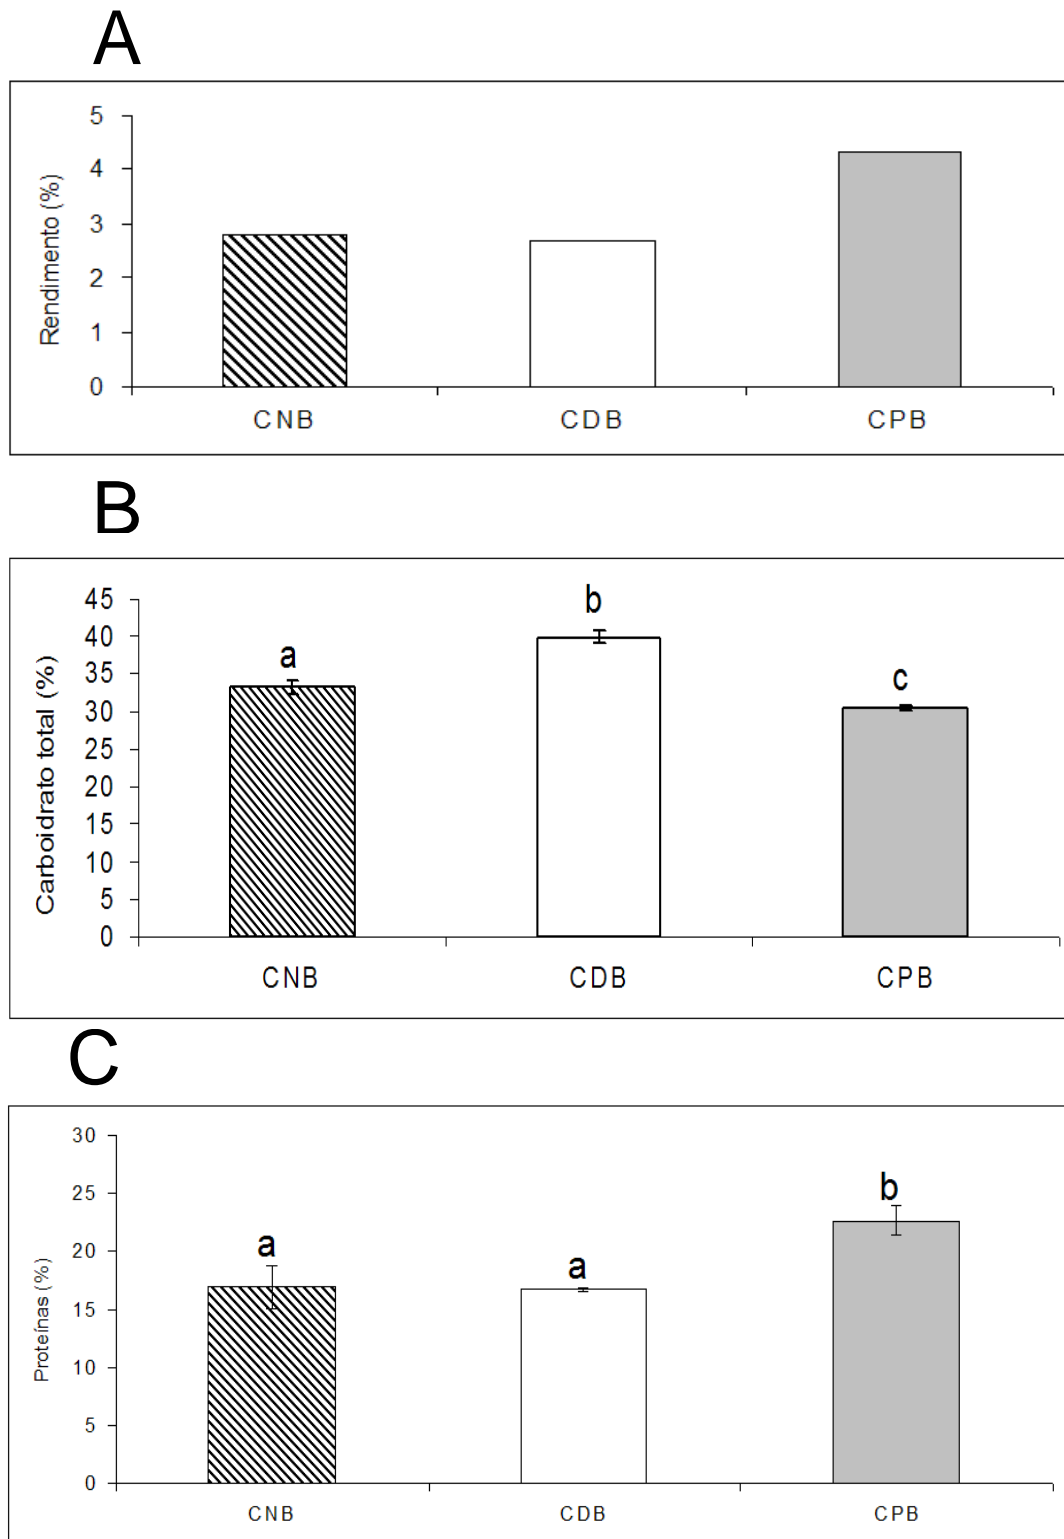 A
Rendimento (%)
5
4
3
2
1
0
CNB CDB CPB
B
Carboidrato total (%)
45
40
35
30
25
20
15
10
5
0
a
b
c
CNB CDB CPB
C
Proteínas (%)
30
25
20
15
10
5
0
a
a
b
CNB CDB CPB